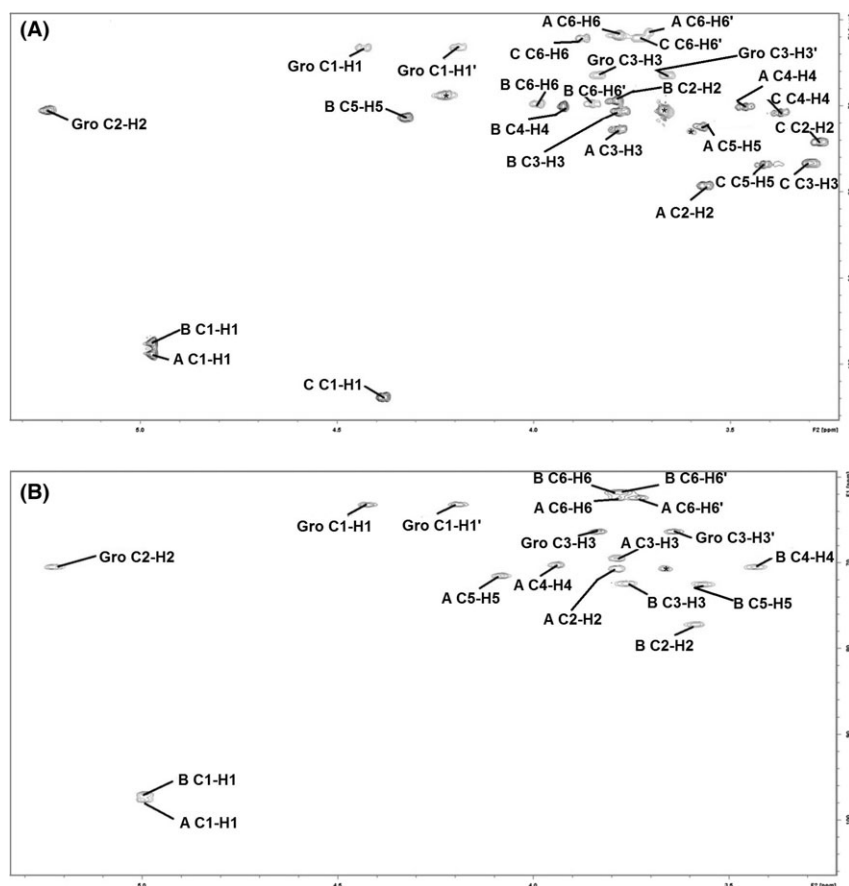 (A)
A C6-H6
A C6-H6'
C C6-H6
C C6-H6'
Gro C1-H1
Gro C1-H1'
Gro C3-H3
Gro C3-H3'
B C6-H6
B C6-H6'
B C2-H2
A C4-H4
C C4-H4
B C5-H5
Gro C2-H2
B C4-H4
C C2-H2
B C3-H3
A C3-H3
A C5-H5
C C5-H5
C C3-H3
A C2-H2
B C1-H1
A C1-H1
C C1-H1
5.0
4.5
4.0
3.5
F2 [ppm]
(B)
B C6-H6
B C6-H6'
A C6-H6
A C6-H6'
Gro C1-H1
Gro C1-H1'
Gro C3-H3
A C3-H3
Gro C3-H3'
B C4-H4
Gro C2-H2
A C5-H5
A C4-H4
A C2-H2
B C3-H3
B C5-H5
B C2-H2
B C1-H1
A C1-H1
5.0
4.5
4.0
3.5
F2 [ppm]